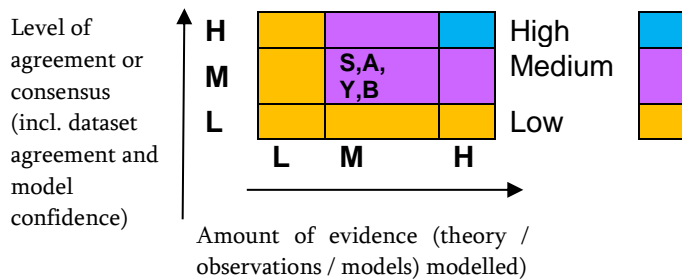 Level of
agreement or
consensus
(incl. dataset
agreement and
model
confidence)
H
M
L
S,A,
Y,B
High
Medium
Low
L M H
Amount of evidence (theory /
observations / models) modelled)